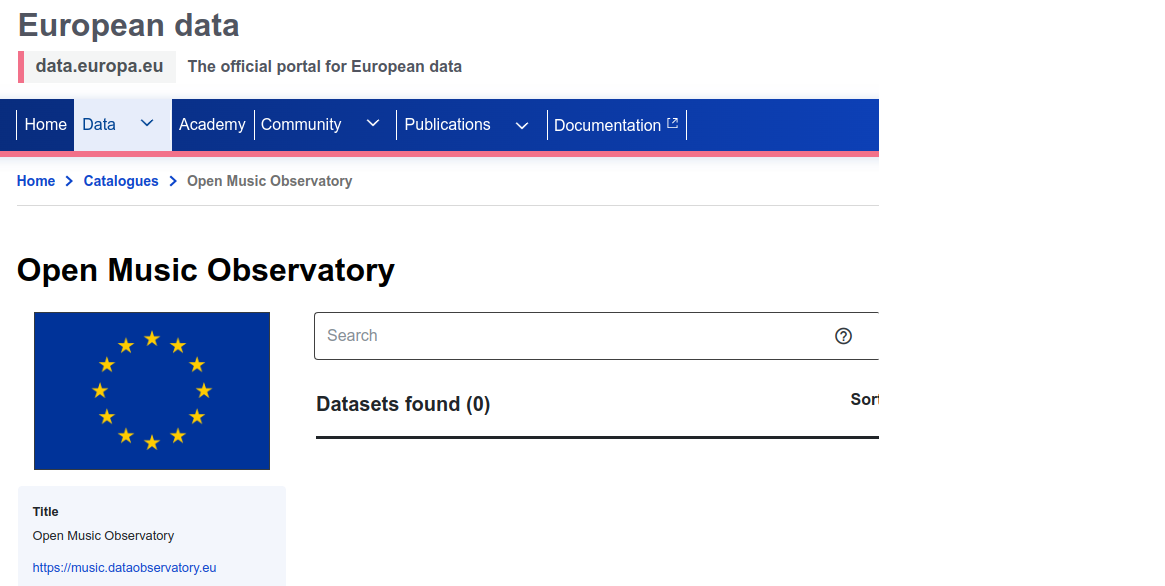 European data
data.europa.eu The official portal for European data
Home Data Academy Community Publications Documentation
Home Catalogues Open Music Observatory
Open Music Observatory
Search
Datasets found (0) Sort
Title
Open Music Observatory
https://music.dataobservatory.eu